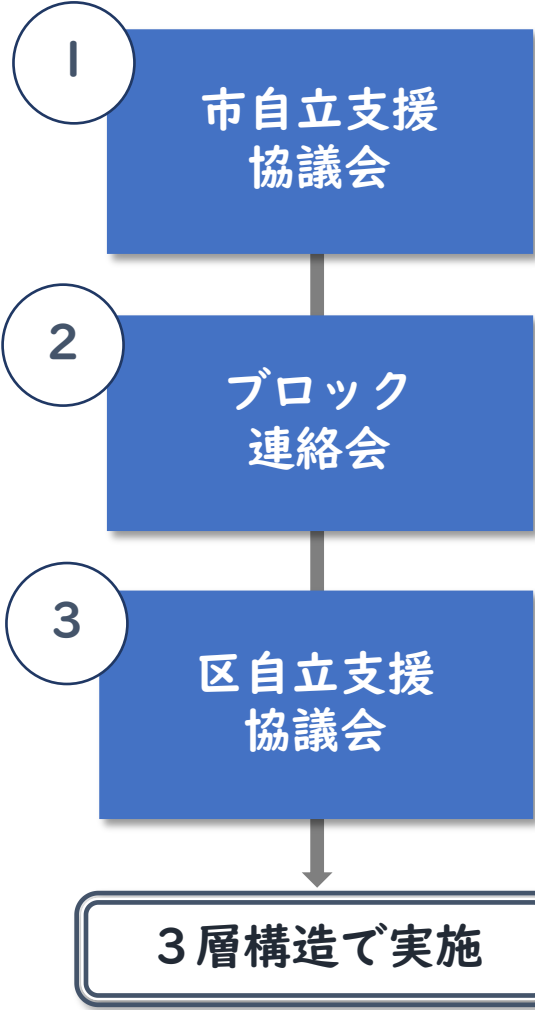 1
市自立支援
協議会
2
ブロック
連絡会
3
区自立支援
協議会
３層構造で実施